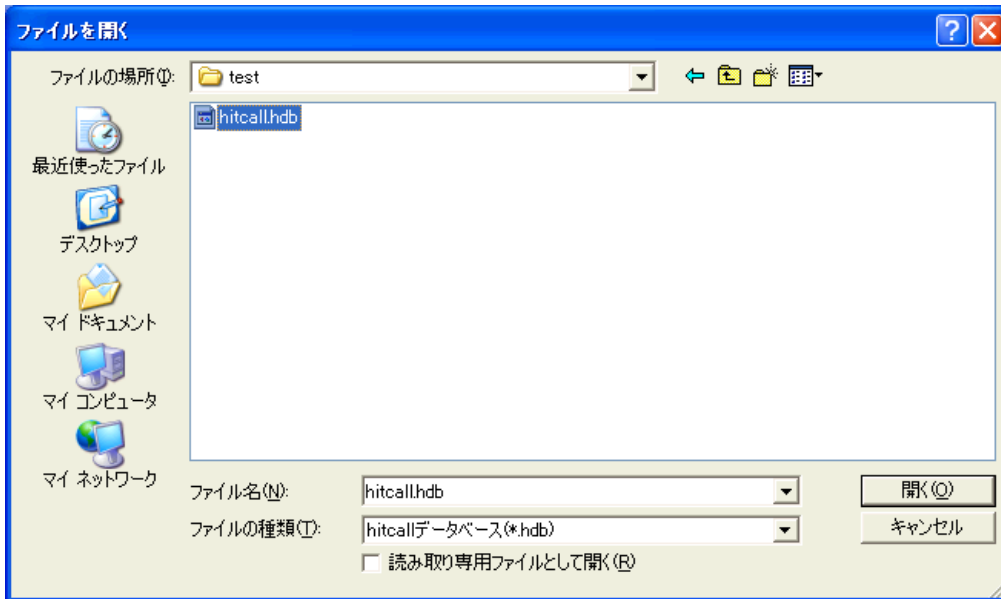 ファイルを開く
ファイルの場所(I): test
hitcall.hdb
最近使ったファイル
デスクトップ
マイ ドキュメント
マイ コンピュータ
マイ ネットワーク
ファイル名(N): hitcall.hdb 開く(O)
ファイルの種類(T): hitcallデータベース(*.hdb) キャンセル
読み取り専用ファイルとして開く(R)